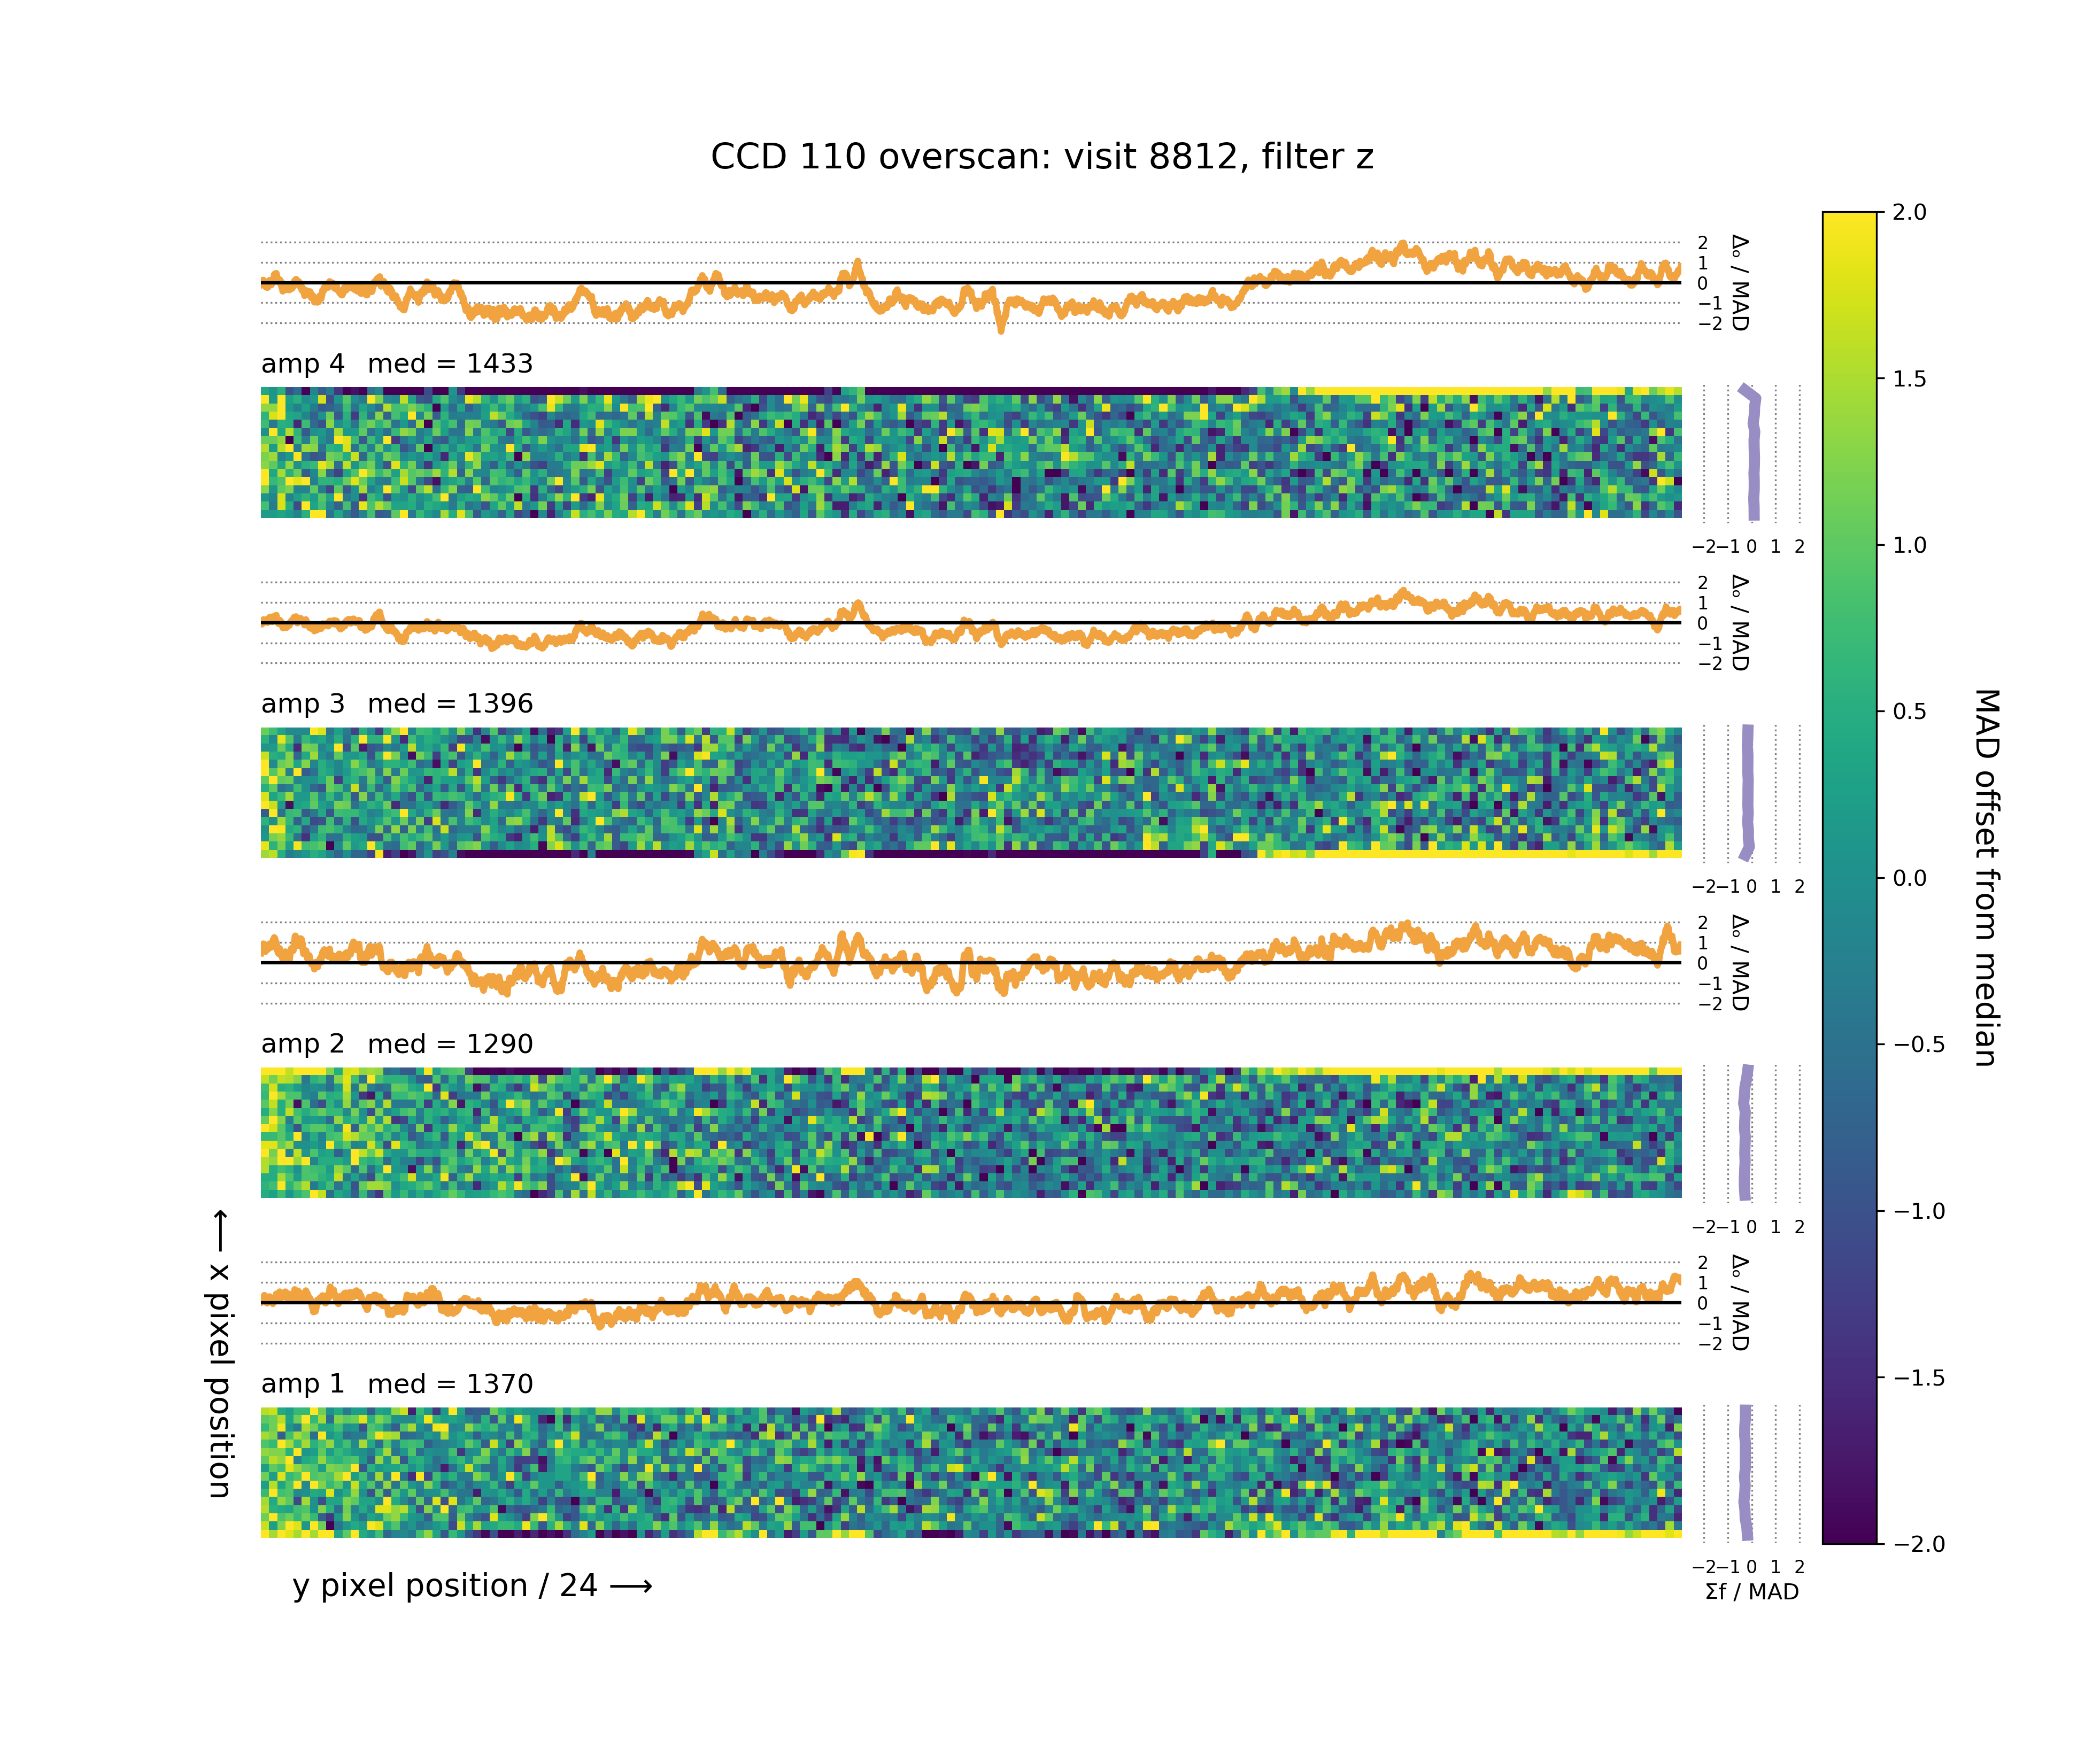 CCD 110 overscan: visit 8812, filter z
2
1
0
−1
−2
Δₒ / MAD
amp 4 med = 1433
−2 −1 0 1 2
2
1
0
−1
−2
Δₒ / MAD
amp 3 med = 1396
−2 −1 0 1 2
2
1
0
−1
−2
Δₒ / MAD
amp 2 med = 1290
−2 −1 0 1 2
2
1
0
−1
−2
Δₒ / MAD
amp 1 med = 1370
−2 −1 0 1 2
Σf / MAD
x pixel position ⟶
y pixel position / 24 ⟶
2.0
1.5
1.0
0.5
0.0
−0.5
−1.0
−1.5
−2.0
MAD offset from median